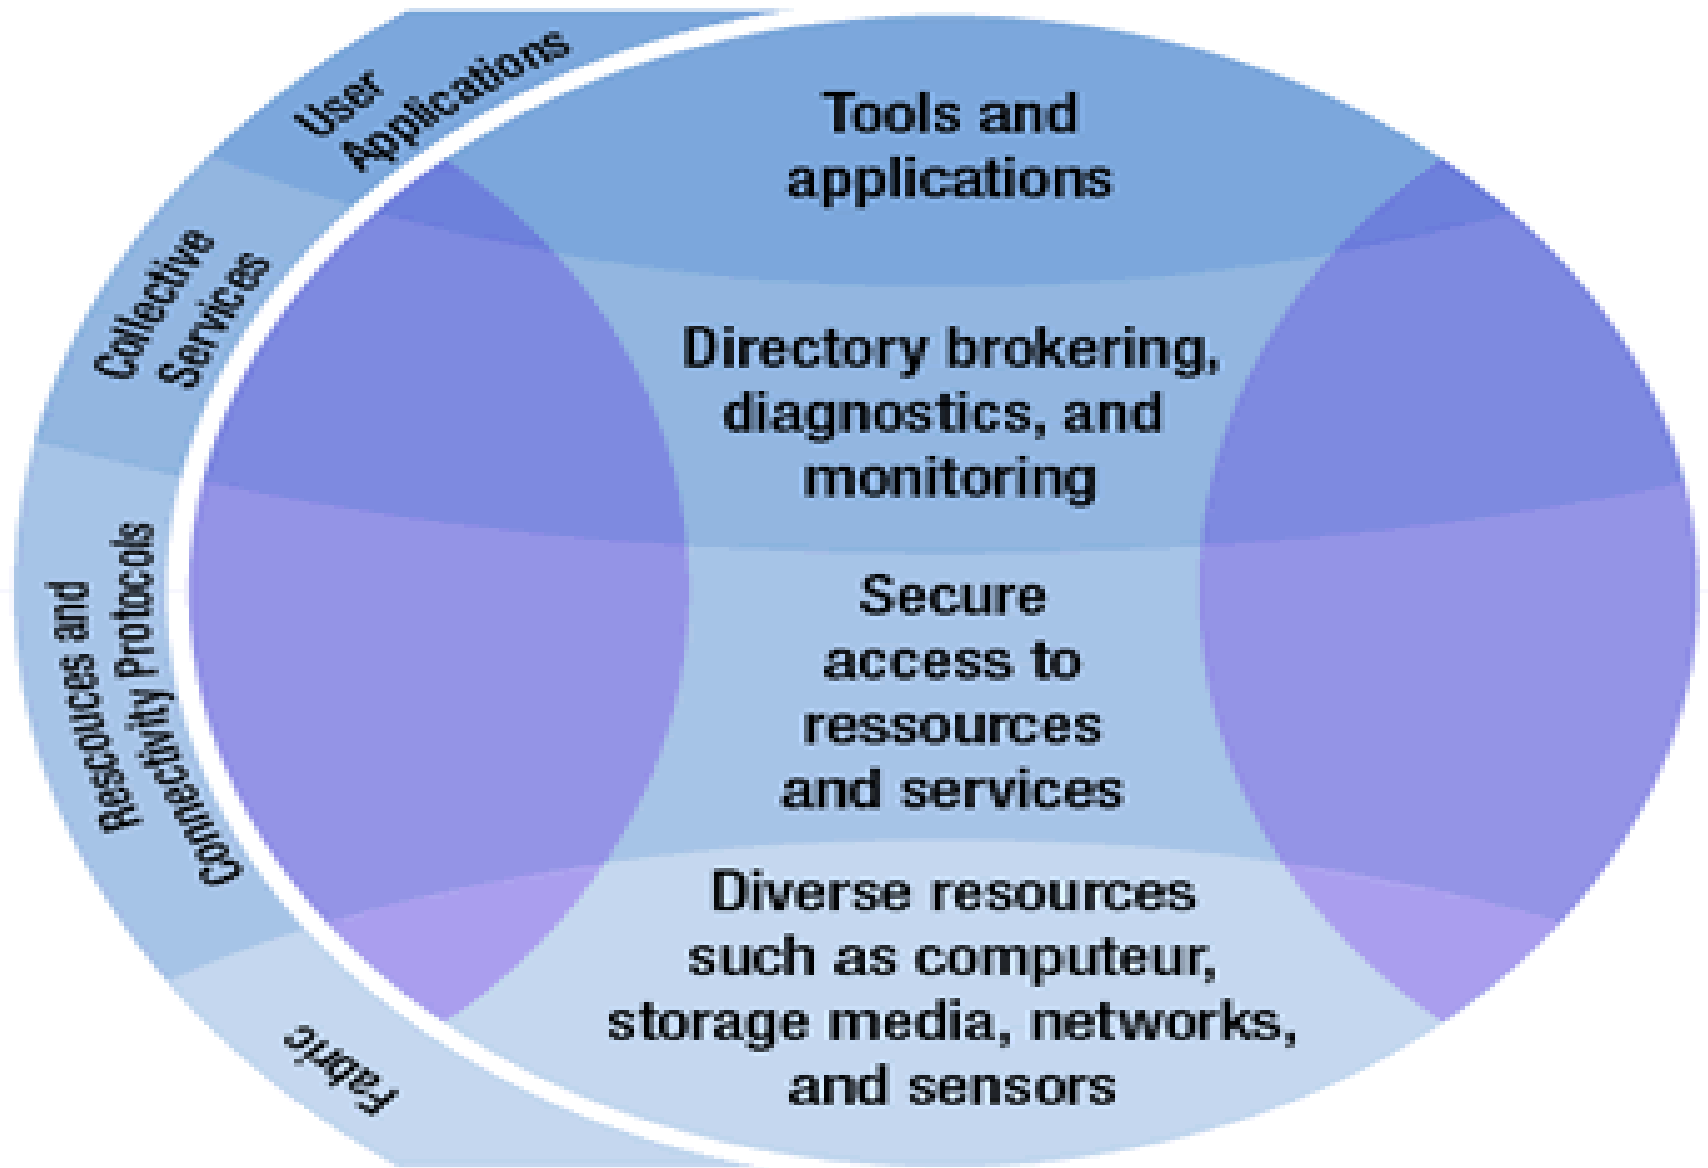 User
Applications
Collective
Services
Rescouces and
Connectivity Protocols
Fabric
Tools and
applications
Directory brokering,
diagnostics, and
monitoring
Secure
access to
ressources
and services
Diverse resources
such as computeur,
storage media, networks,
and sensors